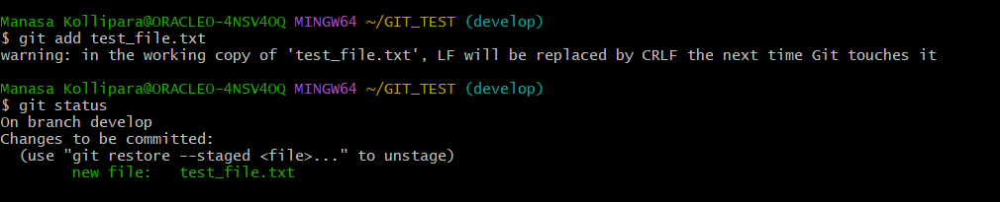 Manasa Kollipara@ORACLEO-4NSV4OQ MINGW64 ~/GIT_TEST (develop)
$ git add test_file.txt
warning: in the working copy of 'test_file.txt', LF will be replaced by CRLF the next time Git touches it
Manasa Kollipara@ORACLEO-4NSV4OQ MINGW64 ~/GIT_TEST (develop)
$ git status
On branch develop
Changes to be committed:
  (use "git restore --staged <file>..." to unstage)
        new file:   test_file.txt